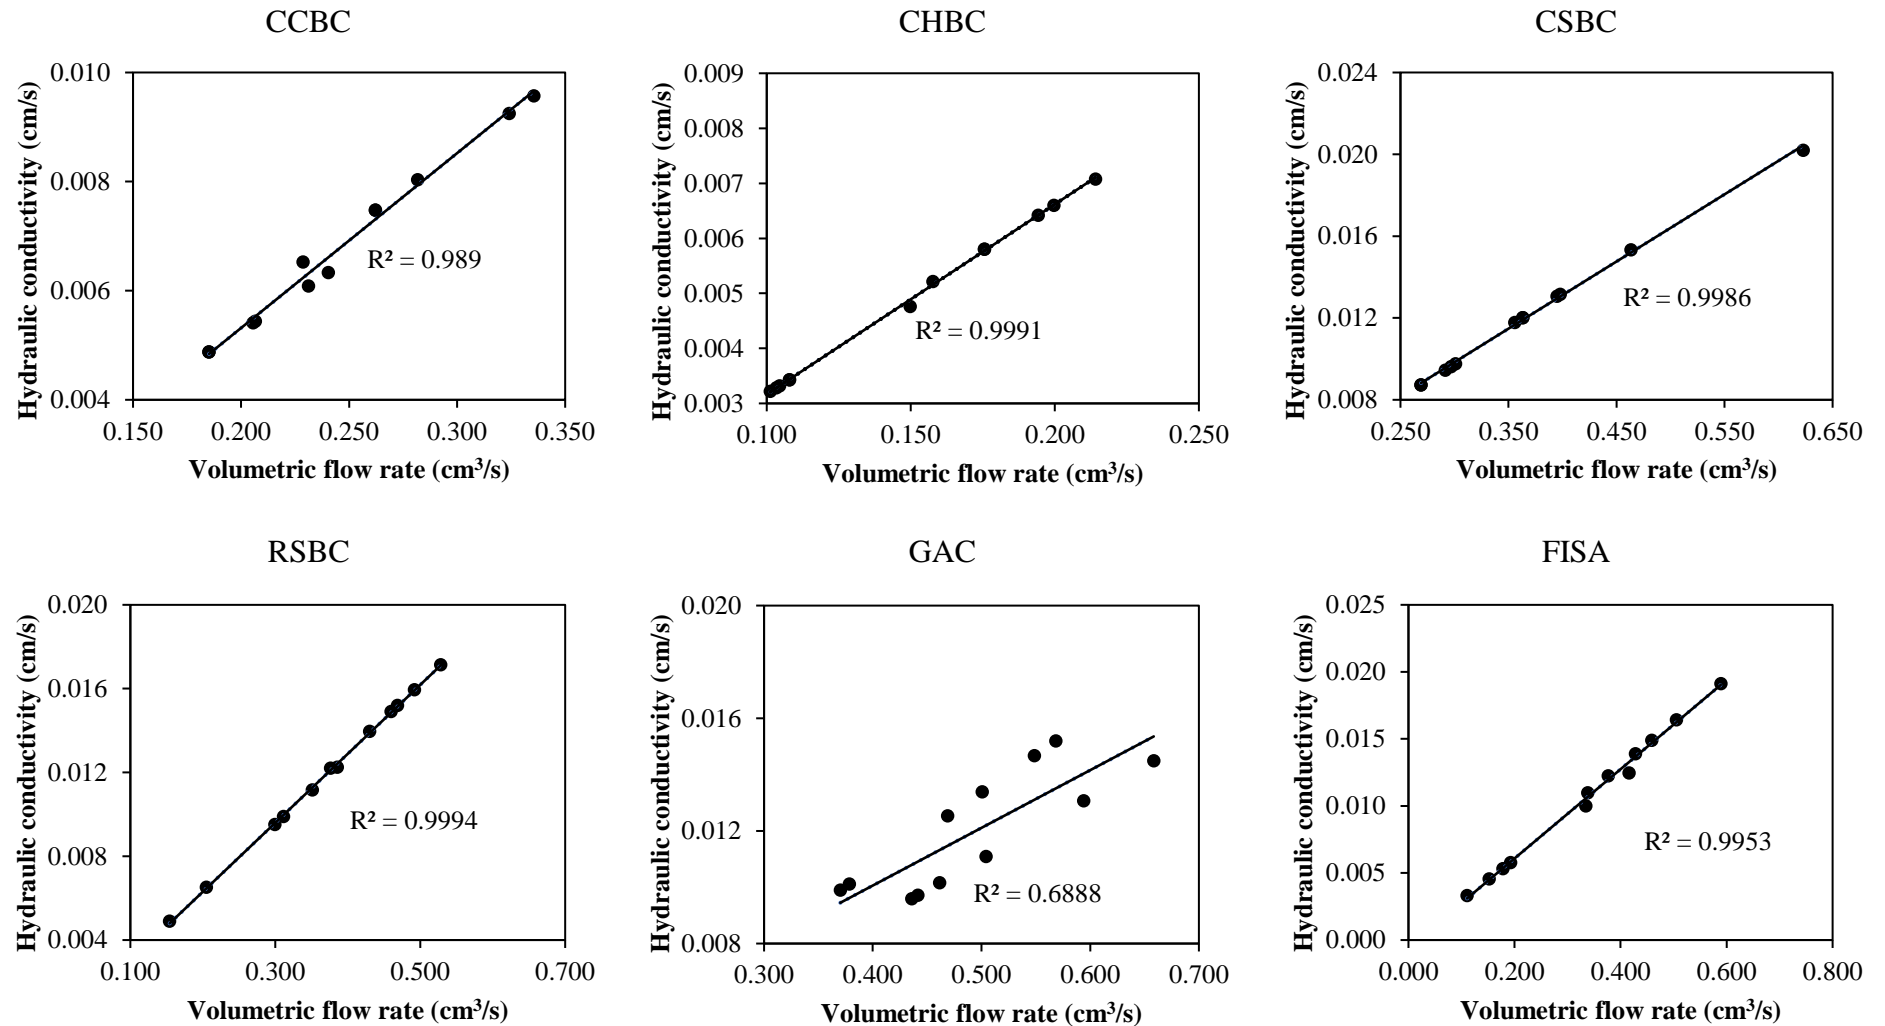 CCBC
Hydraulic conductivity (cm/s)
0.010
0.008
0.006
0.004
R² = 0.989
0.150 0.200 0.250 0.300 0.350
Volumetric flow rate (cm³/s)
CHBC
Hydraulic conductivity (cm/s)
0.009
0.008
0.007
0.006
0.005
0.004
0.003
R² = 0.9991
0.100 0.150 0.200 0.250
Volumetric flow rate (cm³/s)
CSBC
Hydraulic conductivity (cm/s)
0.024
0.020
0.016
0.012
0.008
R² = 0.9986
0.250 0.350 0.450 0.550 0.650
Volumetric flow rate (cm³/s)
RSBC
Hydraulic conductivity (cm/s)
0.020
0.016
0.012
0.008
0.004
R² = 0.9994
0.100 0.300 0.500 0.700
Volumetric flow rate (cm³/s)
GAC
Hydraulic conductivity (cm/s)
0.020
0.016
0.012
0.008
R² = 0.6888
0.300 0.400 0.500 0.600 0.700
Volumetric flow rate (cm³/s)
FISA
Hydraulic conductivity (cm/s)
0.025
0.020
0.015
0.010
0.005
0.000
R² = 0.9953
0.000 0.200 0.400 0.600 0.800
Volumetric flow rate (cm³/s)